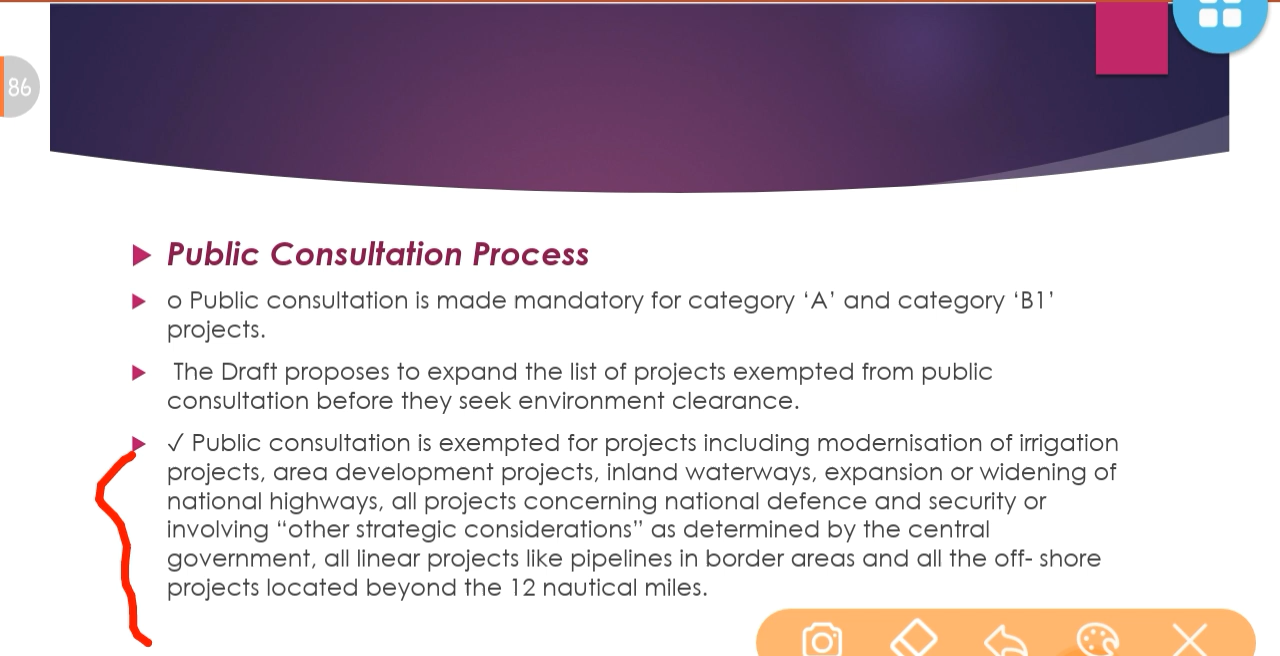 86
Public Consultation Process
o Public consultation is made mandatory for category ‘A’ and category ‘B1’
projects.
The Draft proposes to expand the list of projects exempted from public
consultation before they seek environment clearance.
✓ Public consultation is exempted for projects including modernisation of irrigation
projects, area development projects, inland waterways, expansion or widening of
national highways, all projects concerning national defence and security or
involving “other strategic considerations” as determined by the central
government, all linear projects like pipelines in border areas and all the off- shore
projects located beyond the 12 nautical miles.